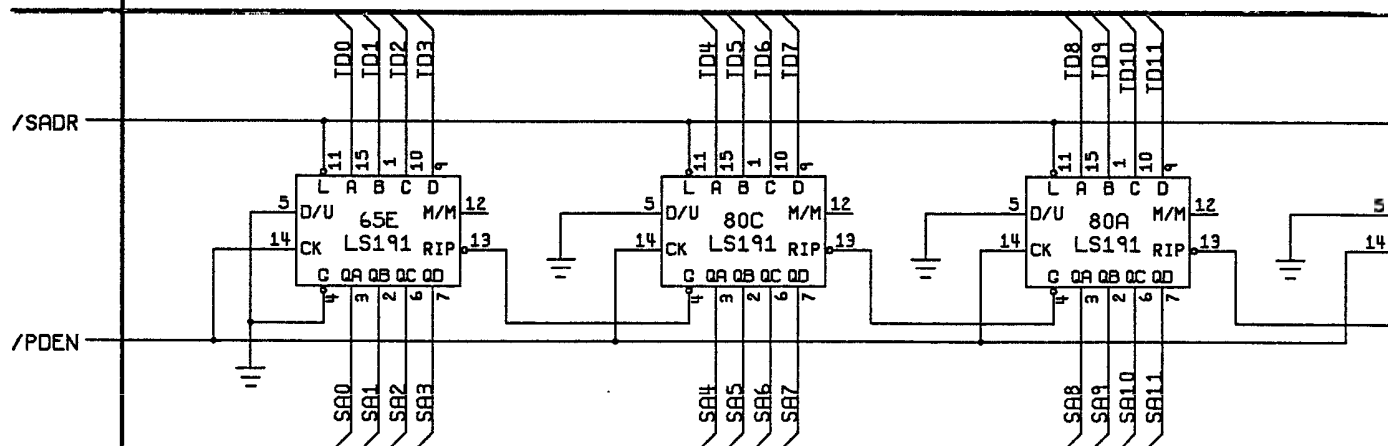 TD0 TD1 TD2 TD3 TD4 TD5 TD6 TD7 TD8 TD9 TD10 TD11
/SADR
11 15 1 10 9 11 15 1 10 9 11 15 1 10 9
L A B C D L A B C D L A B C D
5 D/U M/M 12 5 D/U M/M 12 5 D/U M/M 12 5
65E 80C 80A
14 CK LS191 RIP 13 14 CK LS191 RIP 13 14 CK LS191 RIP 13 14
G QA QB QC QD G QA QB QC QD G QA QB QC QD
4 3 2 6 7 4 3 2 6 7 4 3 2 6 7
/PDEN
SA0 SA1 SA2 SA3 SA4 SA5 SA6 SA7 SA8 SA9 SA10 SA11